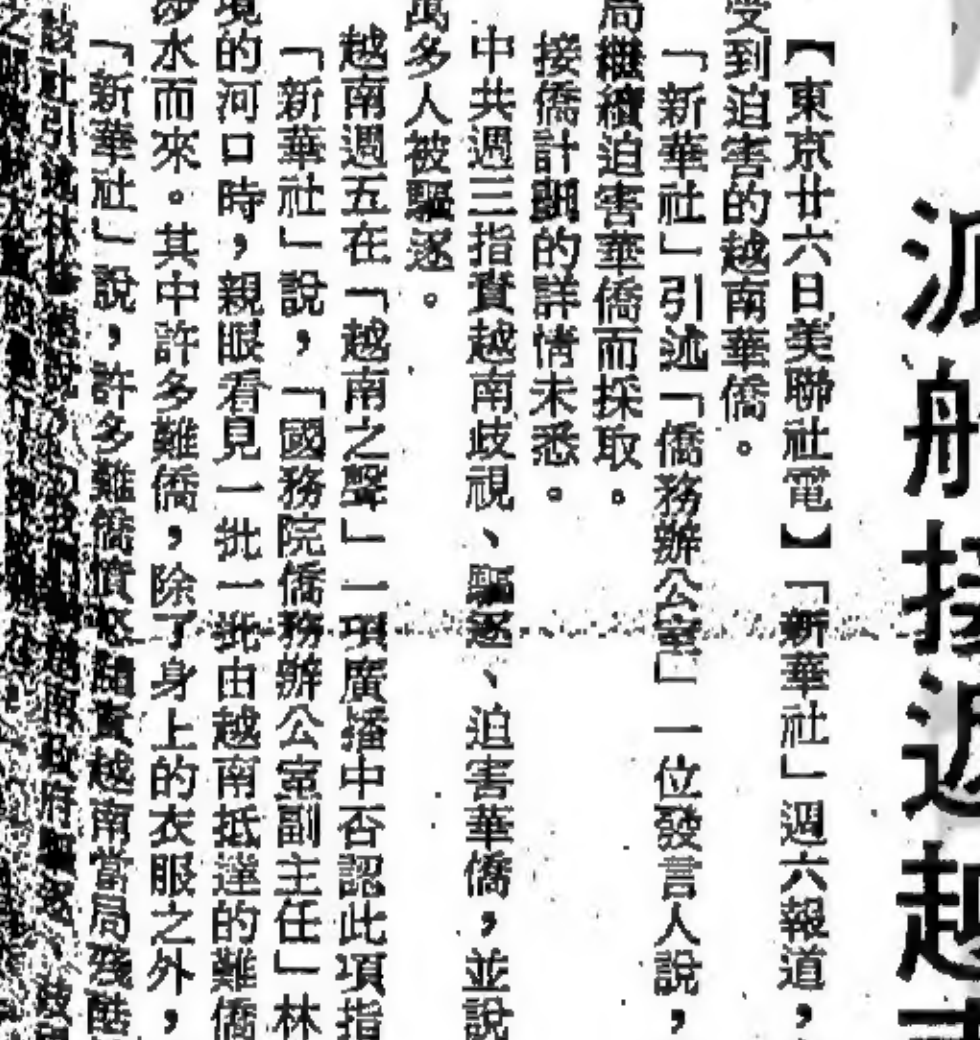 派船接返越
【東京廿六日美聯社電】「新華社」週六報道，
受到迫害的越南華僑。
「新華社」引述「僑務辦公室」一位發言人說，
局繼續迫害華僑而採取。
接僑計劃的詳情未悉。
中共週三指責越南歧視、驅逐、迫害華僑，並說
萬多人被驅逐。
越南週五在「越南之聲」一項廣播中否認此項指
「新華社」說，「國務院僑務辦公室副主任」林
境的河口時，親眼看見一批一批由越南抵達的難僑
涉水而來。其中許多難僑，除了身上的衣服之外，
「新華社」說，許多難僑憤怒譴責越南當局殘酷
該社引述林